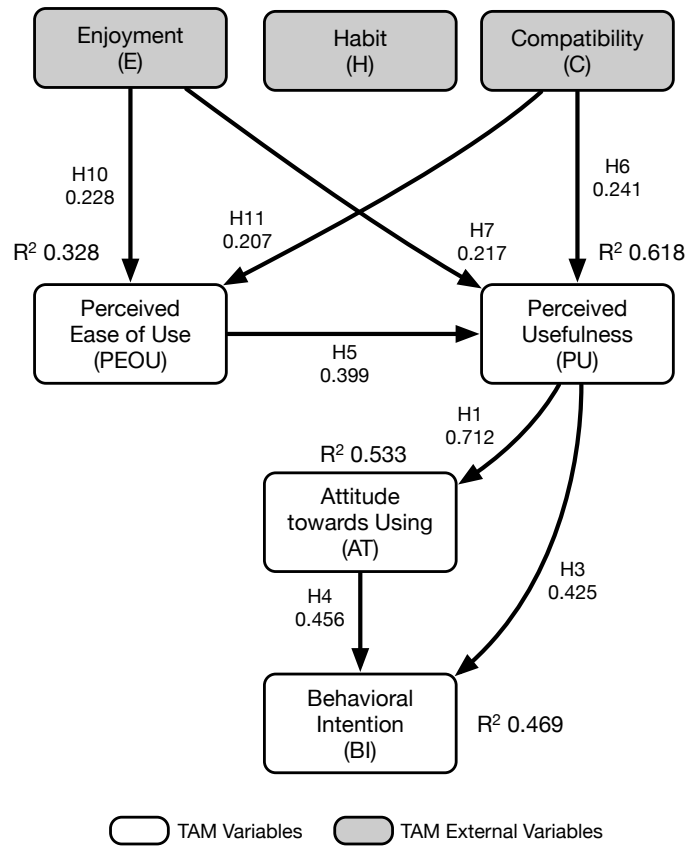 Enjoyment
(E)
Habit
(H)
Compatibility
(C)
H10
0.228
H6
0.241
H11
0.207
H7
0.217
R² 0.328
R² 0.618
Perceived
Ease of Use
(PEOU)
Perceived
Usefulness
(PU)
H5
0.399
H1
0.712
R² 0.533
Attitude
towards Using
(AT)
H3
0.425
H4
0.456
Behavioral
Intention
(BI)
R² 0.469
TAM Variables
TAM External Variables